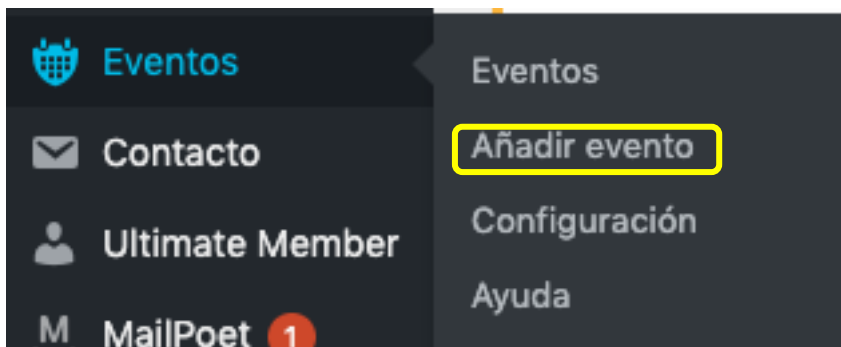 Eventos
Contacto
Ultimate Member
M MailPoet 1
Eventos
Añadir evento
Configuración
Ayuda